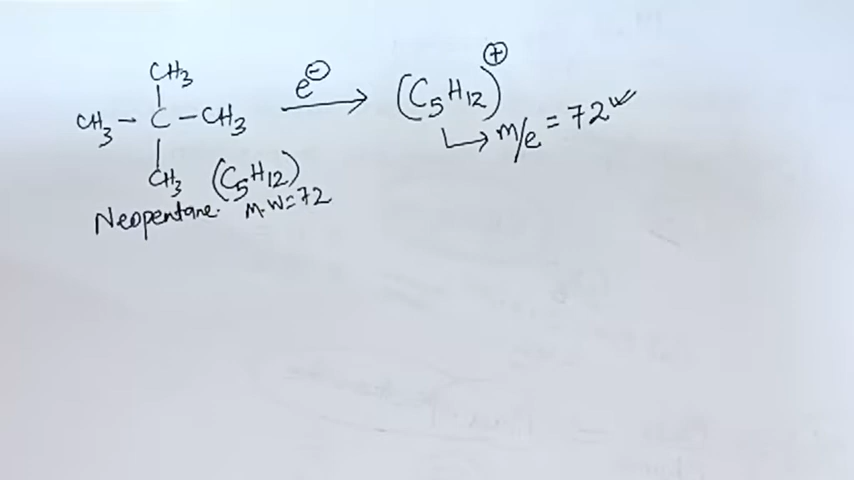 CH₃
CH₃ – C – CH₃ e⊖ → (C₅H₁₂)⊕
CH₃ (C₅H₁₂) ↳ m/e = 72
Neopentane. M.W = 72